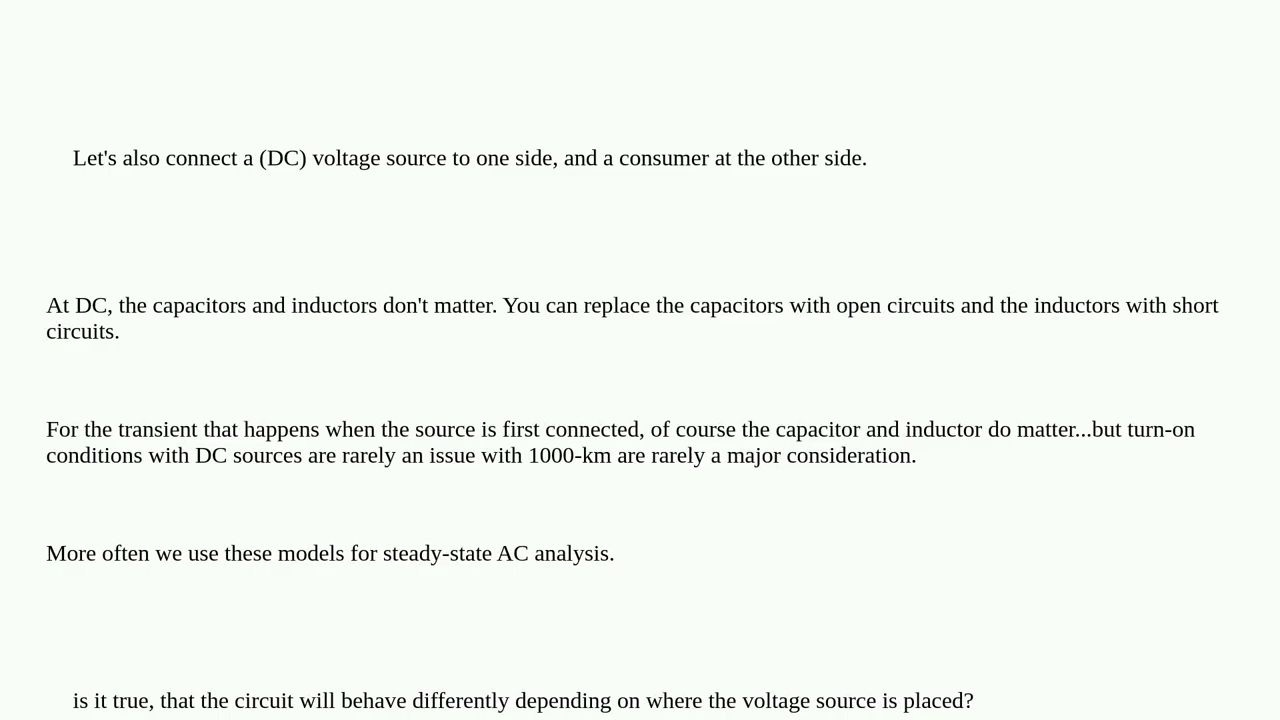 Let's also connect a (DC) voltage source to one side, and a consumer at the other side.
At DC, the capacitors and inductors don't matter. You can replace the capacitors with open circuits and the inductors with short
circuits.
For the transient that happens when the source is first connected, of course the capacitor and inductor do matter...but turn-on
conditions with DC sources are rarely an issue with 1000-km are rarely a major consideration.
More often we use these models for steady-state AC analysis.
is it true, that the circuit will behave differently depending on where the voltage source is placed?